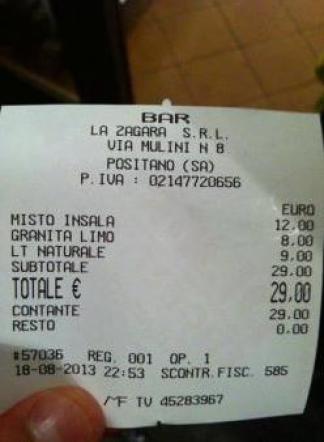 BAR
LA ZAGARA S.R.L.
VIA MULINI N 8
POSITANO (SA)
P.IVA : 02147720656
EURO
MISTO INSALA 12,00
GRANITA LIMO 8,00
LT NATURALE 9,00
SUBTOTALE 29,00
TOTALE € 29,00
CONTANTE 29,00
RESTO 0,00
#57036 REG. 001 OP. 1
18-08-2013 22:53 SCONTR.FISC. 585
MF TV 45283967